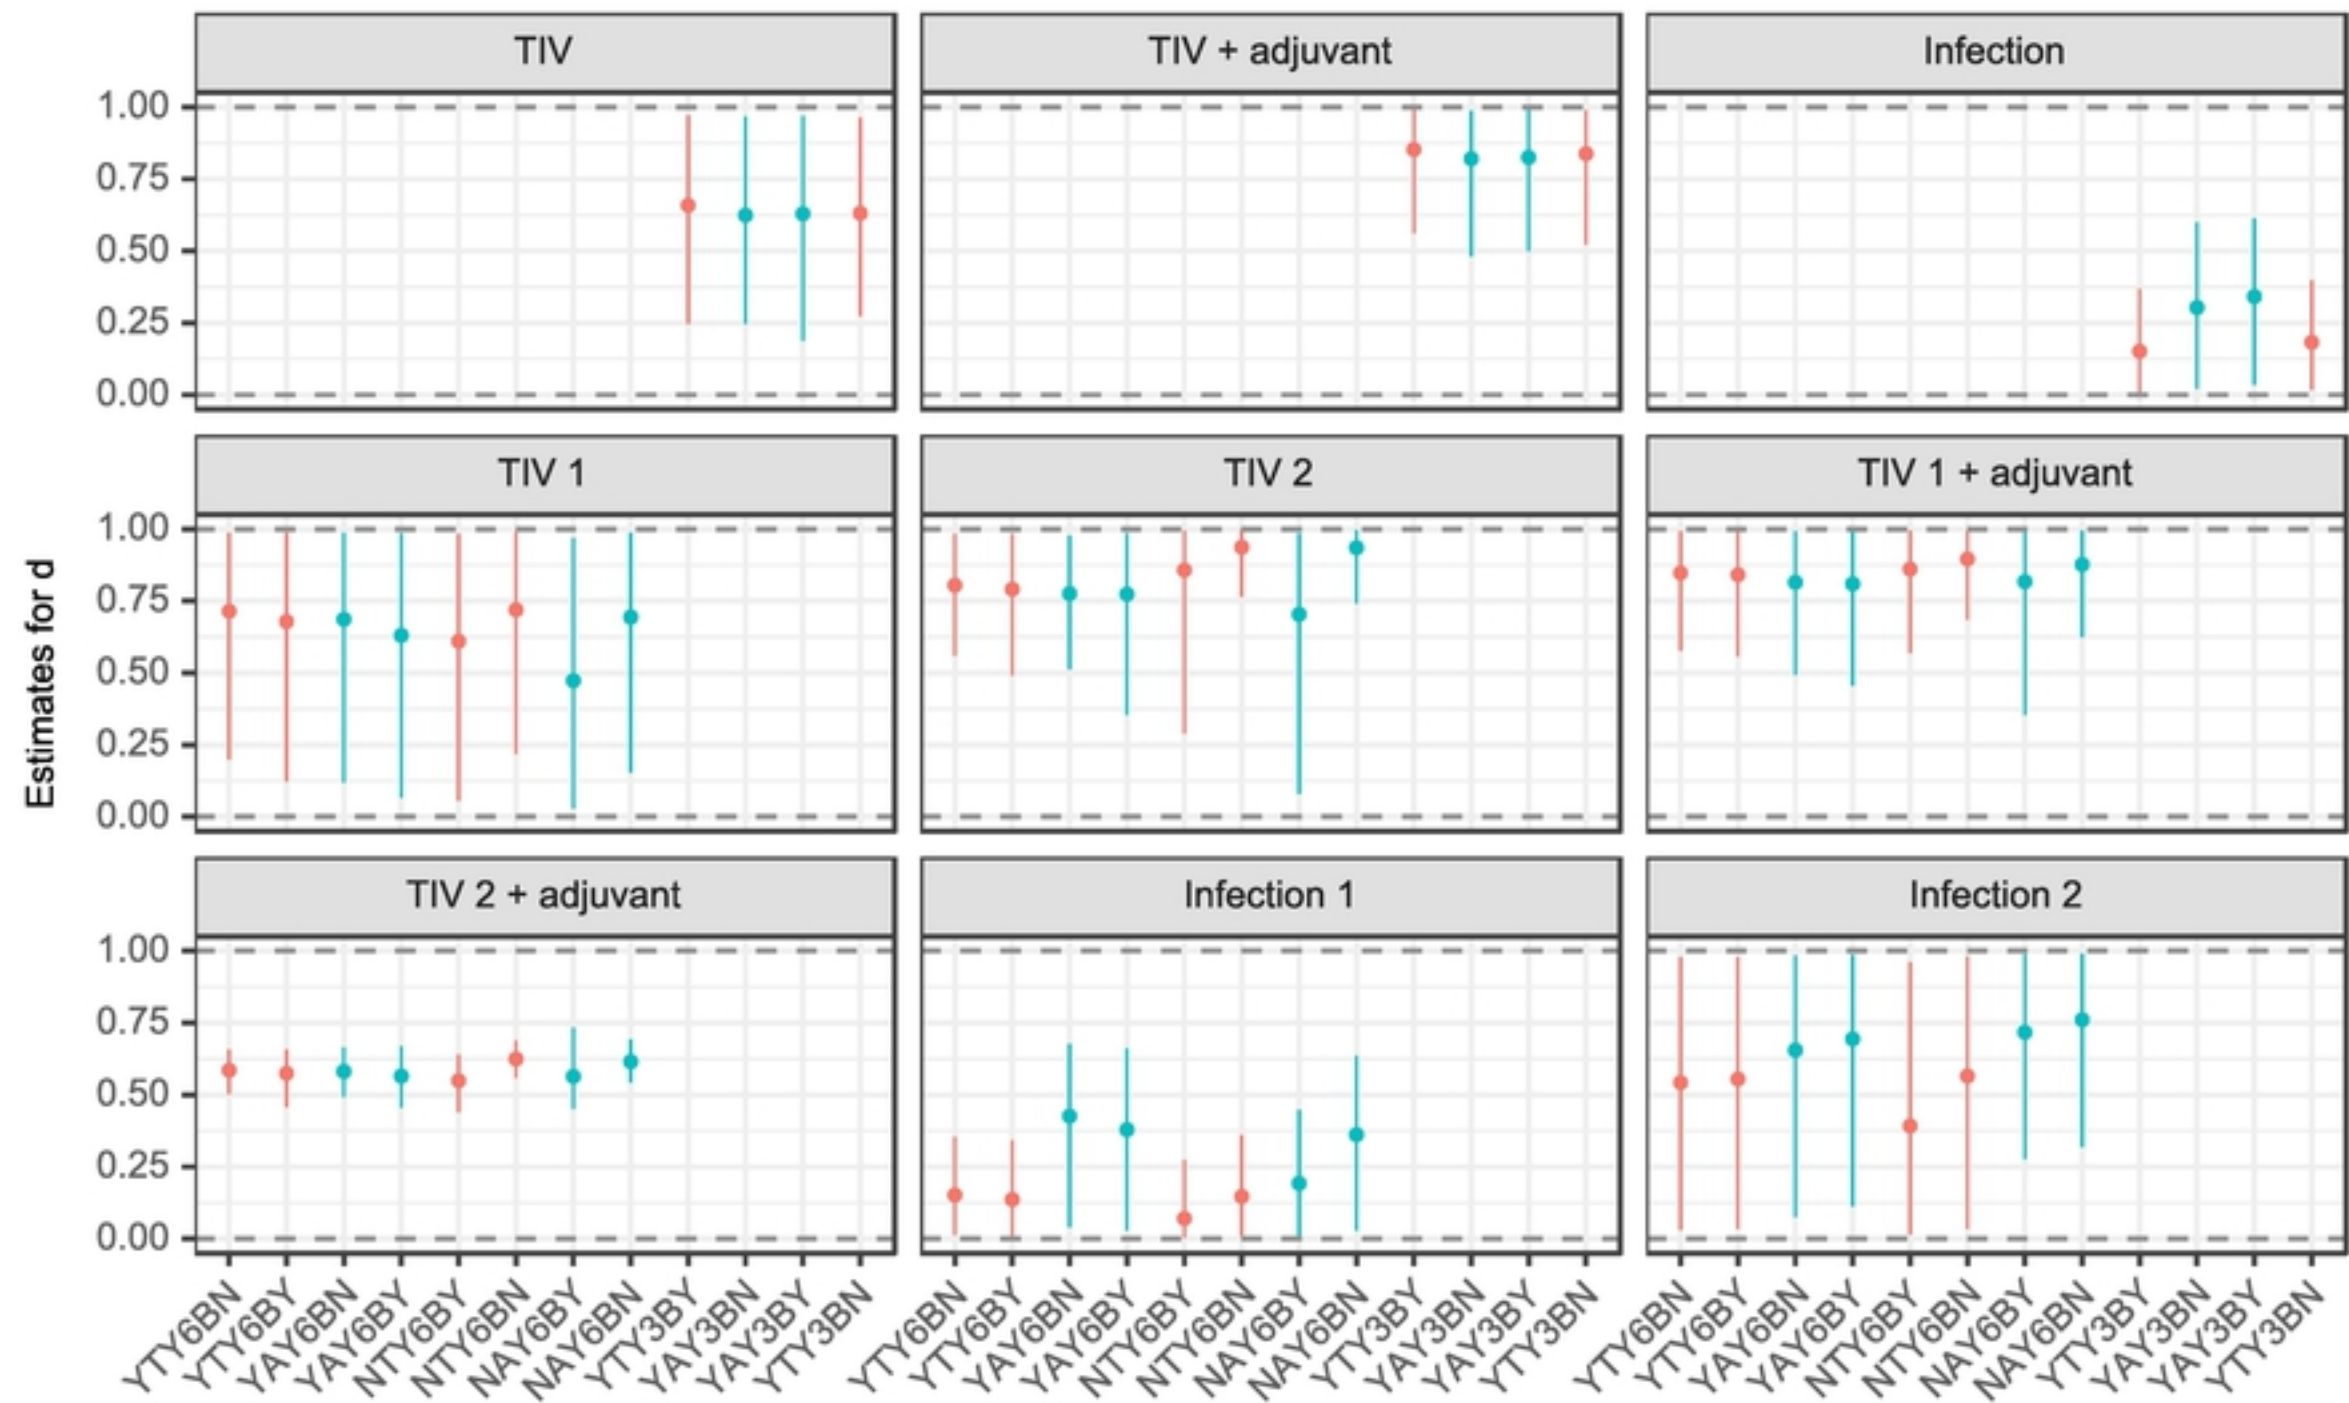 TIV
TIV + adjuvant
Infection
1.00
0.75
0.50
0.25
0.00
TIV 1
TIV 2
TIV 1 + adjuvant
1.00
0.75
0.50
0.25
0.00
Estimates for d
TIV 2 + adjuvant
Infection 1
Infection 2
1.00
0.75
0.50
0.25
0.00
YTY6BN
YTY6BY
YAY6BN
YAY6BY
NTY6BY
NTY6BN
NAY6BY
NAY6BN
YTY3BY
YAY3BN
YAY3BY
YTY3BN
YTY6BN
YTY6BY
YAY6BN
YAY6BY
NTY6BY
NTY6BN
NAY6BY
NAY6BN
YTY3BY
YAY3BN
YAY3BY
YTY3BN
YTY6BN
YTY6BY
YAY6BN
YAY6BY
NTY6BY
NTY6BN
NAY6BY
NAY6BN
YTY3BY
YAY3BN
YAY3BY
YTY3BN